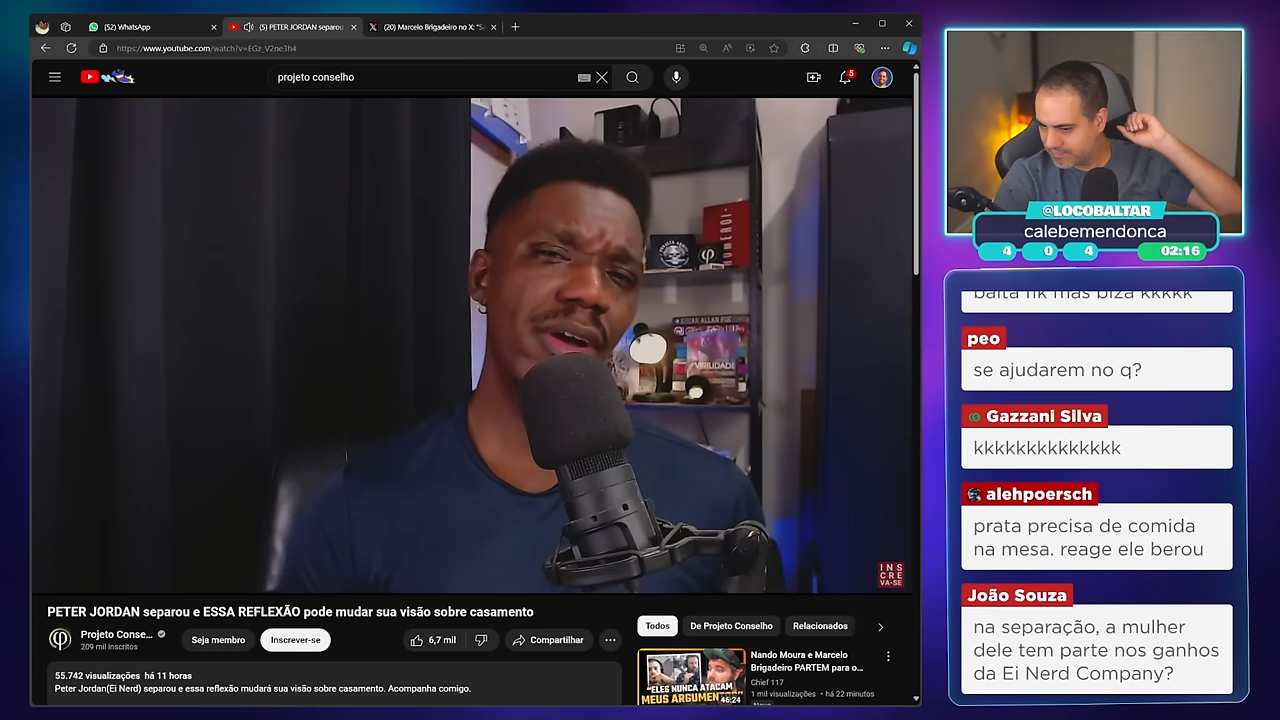 (52) WhatsApp
(5) PETER JORDAN separou
(20) Marcelo Brigadeiro no X: "Se
https://www.youtube.com/watch?v=EGz_V2ne3h4
projeto conselho
5
VIRILIDADE
INS
CRE
VA-SE
PETER JORDAN separou e ESSA REFLEXÃO pode mudar sua visão sobre casamento
Projeto Conse...
209 mil inscritos
Seja membro
Inscrever-se
6,7 mil
Compartilhar
55.742 visualizações há 11 horas
Peter Jordan(Ei Nerd) separou e essa reflexão mudará sua visão sobre casamento. Acompanha comigo.
Todos
De Projeto Conselho
Relacionados
"ELES NUNCA ATACAM
MEUS ARGUMENTO
46:24
Nando Moura e Marcelo
Brigadeiro PARTEM para o...
Chief 117
1 mil visualizações • há 22 minutos
Novo
@LOCOBALTAR
calebemendonca
4
0
4
02:16
peo
se ajudarem no q?
Gazzani Silva
kkkkkkkkkkkkkk
alehpoersch
prata precisa de comida
na mesa. reage ele berou
João Souza
na separação, a mulher
dele tem parte nos ganhos
da Ei Nerd Company?